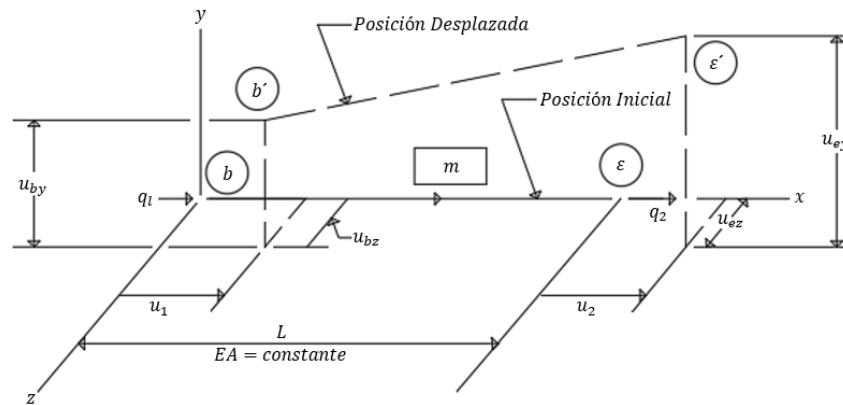 y
Posición Desplazada
b´
ε´
Posición Inicial
u_by
b
m
ε
u_ey
q_l
q_2
x
u_bz
u_ez
u_1
u_2
L
EA = constante
z